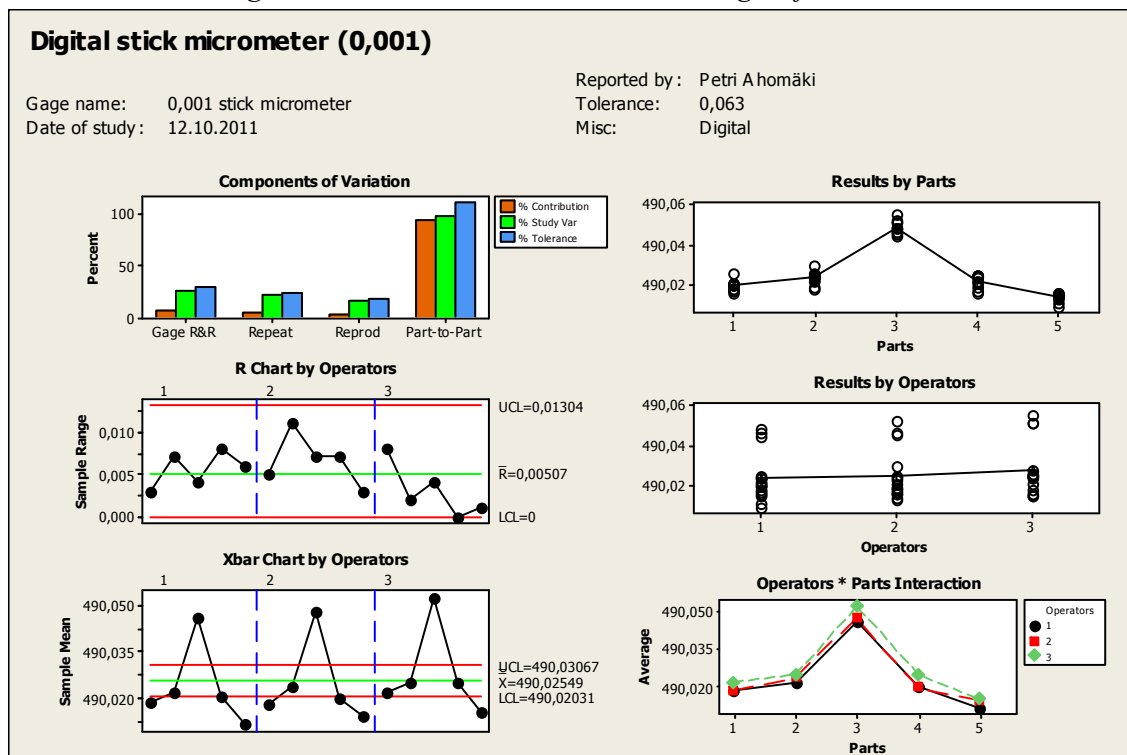 Digital stick micrometer (0,001)
Reported by: Petri Ahomäki
Gage name: 0,001 stick micrometer
Tolerance: 0,063
Date of study: 12.10.2011
Misc: Digital
Components of Variation
100
50
0
Percent
Gage R&R Repeat Reprod Part-to-Part
% Contribution
% Study Var
% Tolerance
Results by Parts
490,06
490,04
490,02
1 2 3 4 5
Parts
R Chart by Operators
1 2 3
0,010
0,005
0,000
Sample Range
UCL=0,01304
R=0,00507
LCL=0
Results by Operators
490,06
490,04
490,02
1 2 3
Operators
Xbar Chart by Operators
1 2 3
490,050
490,035
490,020
Sample Mean
UCL=490,03067
X=490,02549
LCL=490,02031
Operators * Parts Interaction
490,050
490,035
490,020
Average
1 2 3 4 5
Parts
Operators
1
2
3